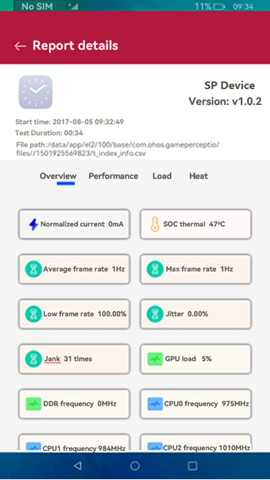 No SIM 11% 09:34
Report details
SP Device
Version: v1.0.2
Start time: 2017-08-05 09:32:49
Test Duration: 00:34
File path :/data/app/el2/100/base/com.ohos.gameperceptio/
files//1501925569823/t_index_info.csv
Overview Performance Load Heat
Normalized current 0mA SOC thermal 47℃
Average frame rate 1Hz Max frame rate 1Hz
Low frame rate 100.00% Jitter 0.00%
Jank 31 times GPU load 5%
DDR frequency 0MHz CPU0 frequency 975MHz
CPU1 frequency 984MHz CPU2 frequency 1010MHz